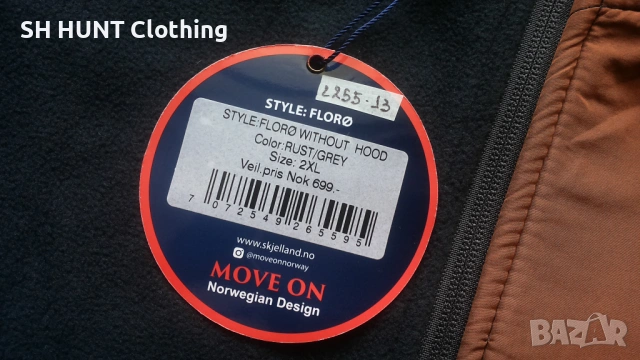 SH HUNT Clothing
2255.13
STYLE: FLORØ
STYLE:FLORØ WITHOUT HOOD
Color:RUST/GREY
Size: 2XL
Veil.pris Nok 699.-
7 072549 265595
www.skjelland.no
@moveonnorway
MOVE ON
Norwegian Design
BAZAR